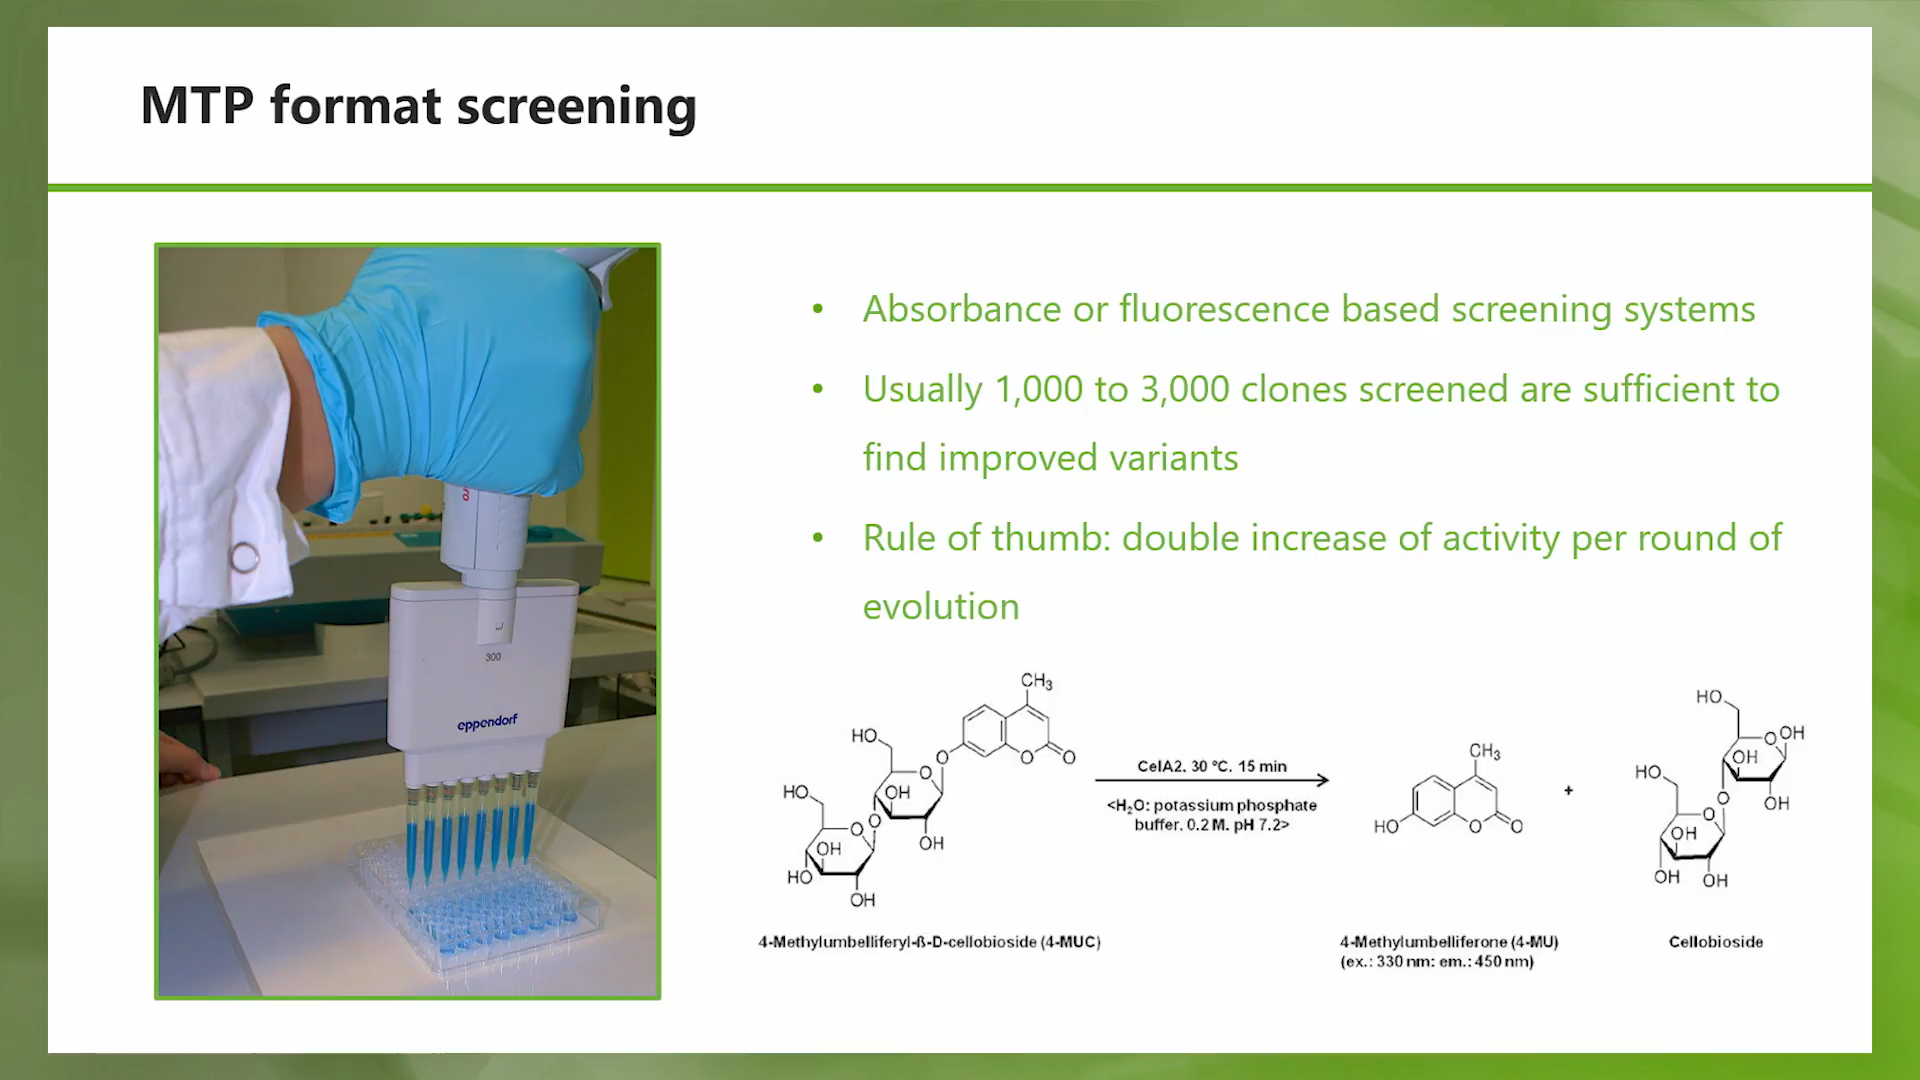 MTP format screening
• Absorbance or fluorescence based screening systems
• Usually 1,000 to 3,000 clones screened are sufficient to
find improved variants
• Rule of thumb: double increase of activity per round of
evolution
300
eppendorf
CH₃
HO
O
O
O
O
OH
HO
O
O
OH
OH
HO
OH
CelA2. 30 °C. 15 min
<H₂O: potassium phosphate
buffer. 0.2 M. pH 7.2>
CH₃
HO
O
O
+
HO
O
OH
OH
HO
O
OH
O
OH
OH
OH
4-Methylumbelliferyl-ß-D-cellobioside (4-MUC)
4-Methylumbelliferone (4-MU)
(ex.: 330 nm: em.: 450 nm)
Cellobioside